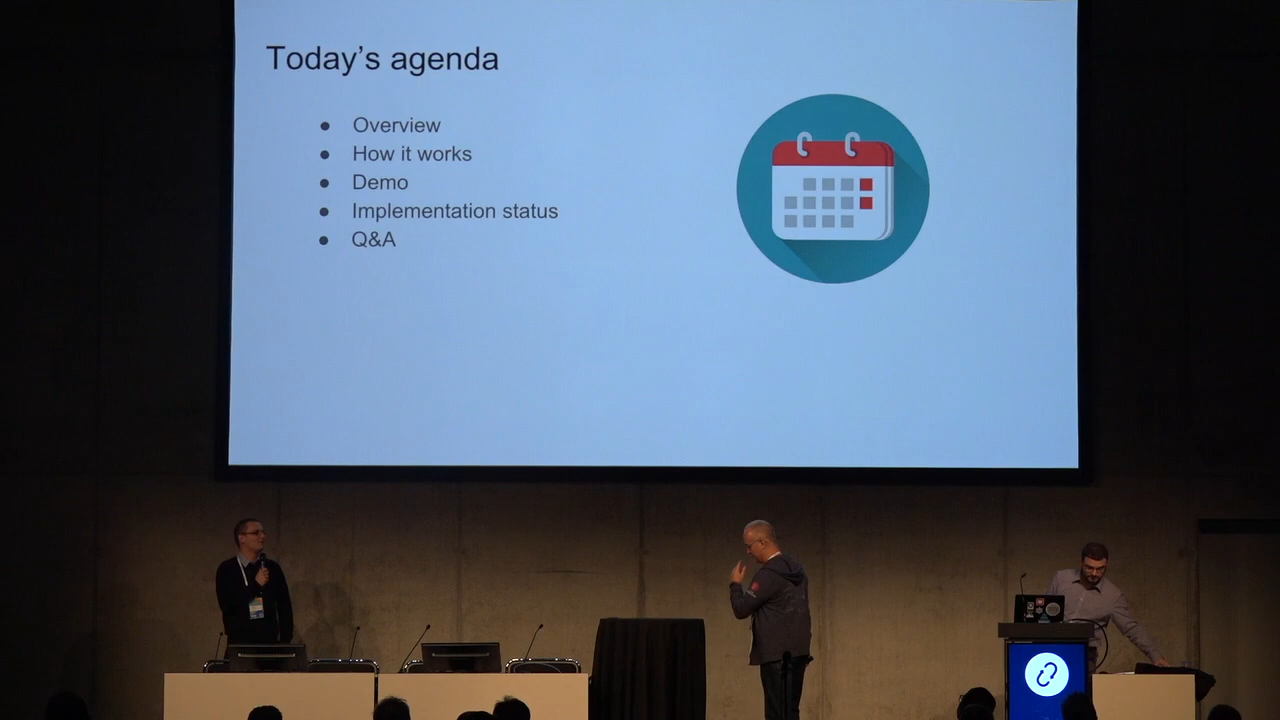 Today's agenda
● Overview
● How it works
● Demo
● Implementation status
● Q&A